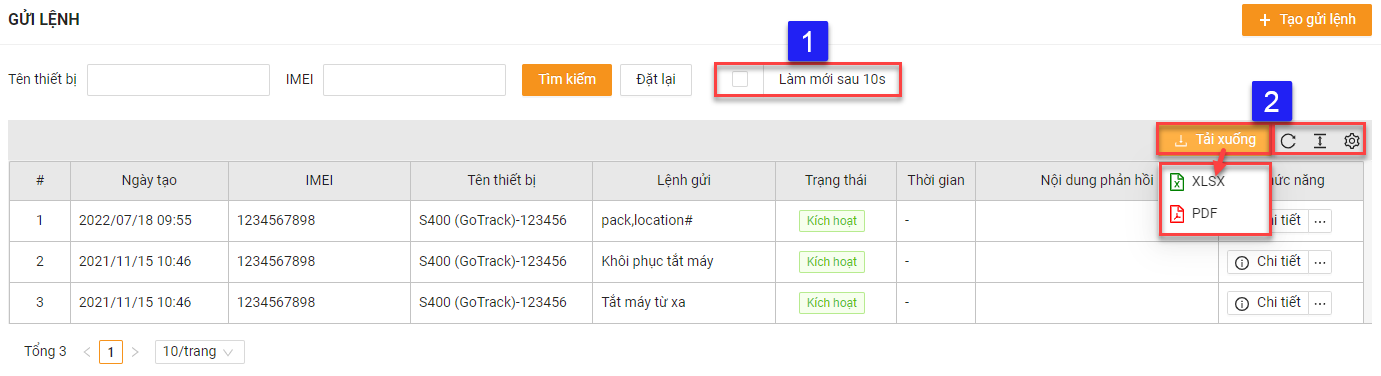 GỬI LỆNH
+ Tạo gửi lệnh
1
Tên thiết bị IMEI Tìm kiếm Đặt lại Làm mới sau 10s
2
Tải xuống
# Ngày tạo IMEI Tên thiết bị Lệnh gửi Trạng thái Thời gian Nội dung phản hồi hức năng
XLSX
PDF
1 2022/07/18 09:55 1234567898 S400 (GoTrack)-123456 pack,location# Kích hoạt - Chi tiết ...
2 2021/11/15 10:46 1234567898 S400 (GoTrack)-123456 Khôi phục tắt máy Kích hoạt - Chi tiết ...
3 2021/11/15 10:46 1234567898 S400 (GoTrack)-123456 Tắt máy từ xa Kích hoạt - Chi tiết ...
Tổng 3 < 1 > 10/trang